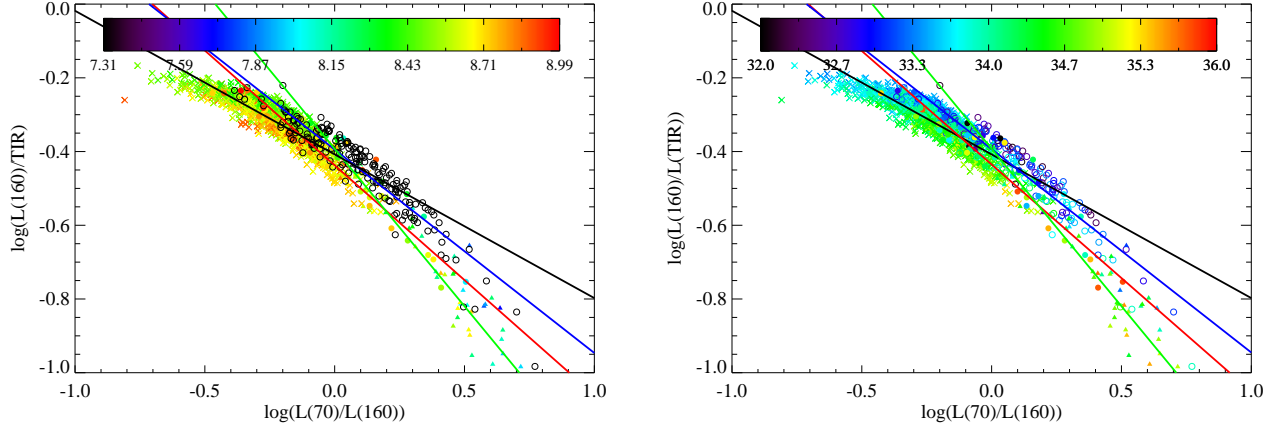 0.0
7.31 7.59 7.87 8.15 8.43 8.71 8.99
-0.2
-0.4
-0.6
-0.8
-1.0
log(L(160)/TIR)
-1.0 -0.5 0.0 0.5 1.0
log(L(70)/L(160))
0.0
32.0 32.7 33.3 34.0 34.7 35.3 36.0
-0.2
-0.4
-0.6
-0.8
-1.0
log(L(160)/L(TIR))
-1.0 -0.5 0.0 0.5 1.0
log(L(70)/L(160))